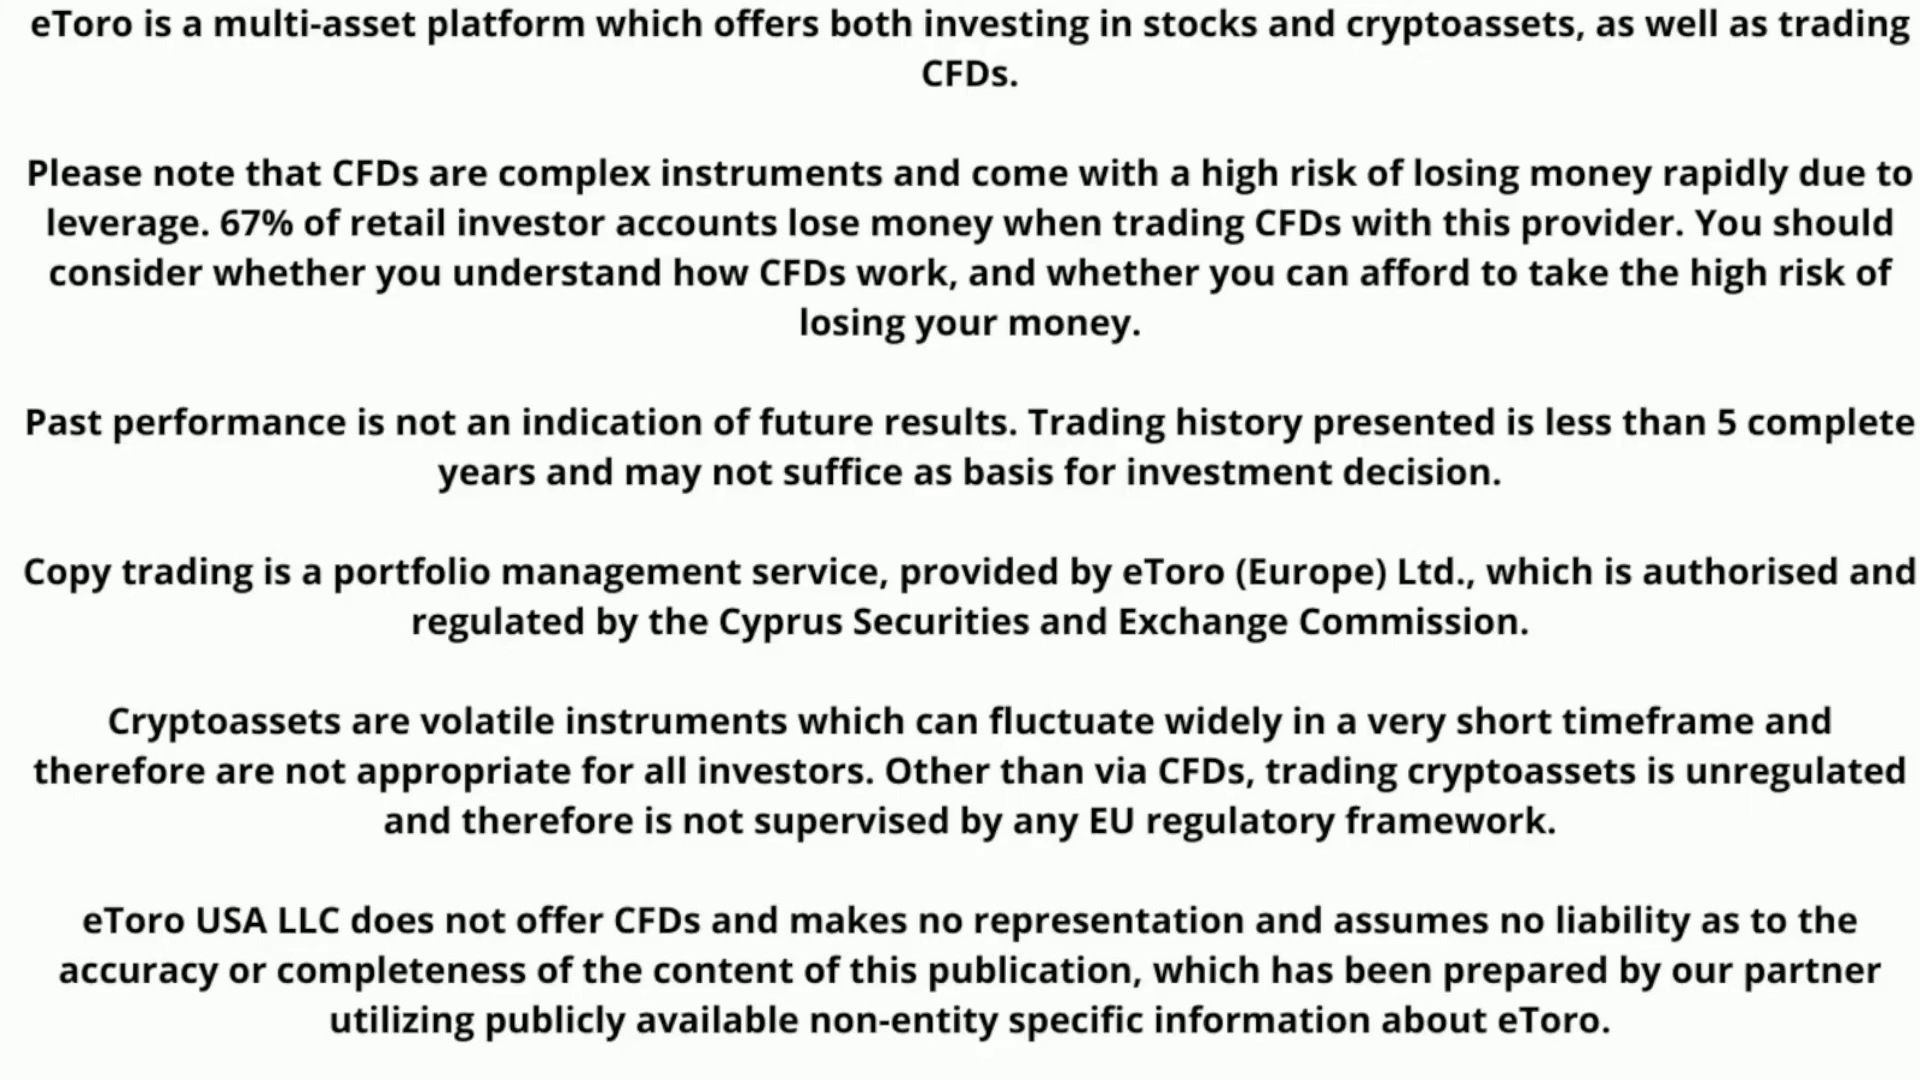 eToro is a multi-asset platform which offers both investing in stocks and cryptoassets, as well as trading
CFDs.
Please note that CFDs are complex instruments and come with a high risk of losing money rapidly due to
leverage. 67% of retail investor accounts lose money when trading CFDs with this provider. You should
consider whether you understand how CFDs work, and whether you can afford to take the high risk of
losing your money.
Past performance is not an indication of future results. Trading history presented is less than 5 complete
years and may not suffice as basis for investment decision.
Copy trading is a portfolio management service, provided by eToro (Europe) Ltd., which is authorised and
regulated by the Cyprus Securities and Exchange Commission.
Cryptoassets are volatile instruments which can fluctuate widely in a very short timeframe and
therefore are not appropriate for all investors. Other than via CFDs, trading cryptoassets is unregulated
and therefore is not supervised by any EU regulatory framework.
eToro USA LLC does not offer CFDs and makes no representation and assumes no liability as to the
accuracy or completeness of the content of this publication, which has been prepared by our partner
utilizing publicly available non-entity specific information about eToro.